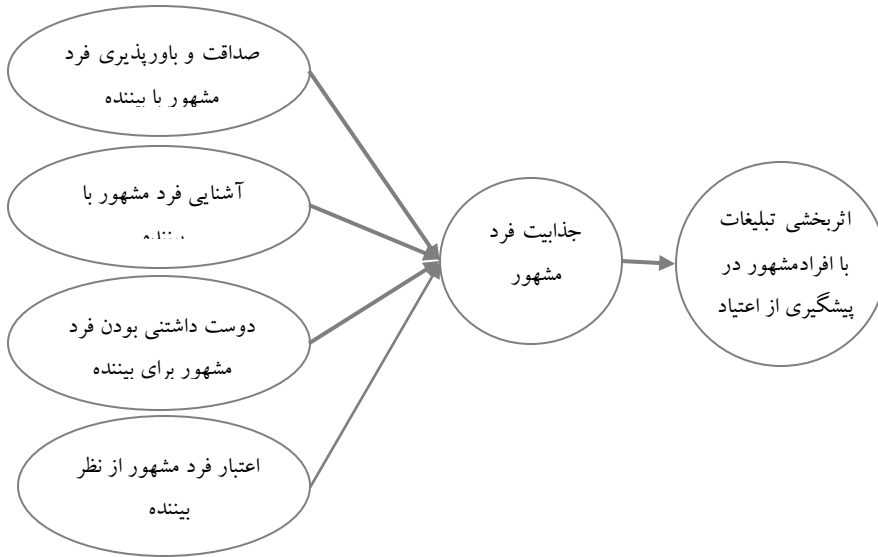 صداقت و باورپذیری فرد
مشهور با بیننده
آشنایی فرد مشهور با
بیننده
دوست داشتنی بودن فرد
مشهور برای بیننده
اعتبار فرد مشهور از نظر
بیننده
جذابیت فرد
مشهور
اثربخشی تبلیغات
با افرادمشهور در
پیشگیری از اعتیاد